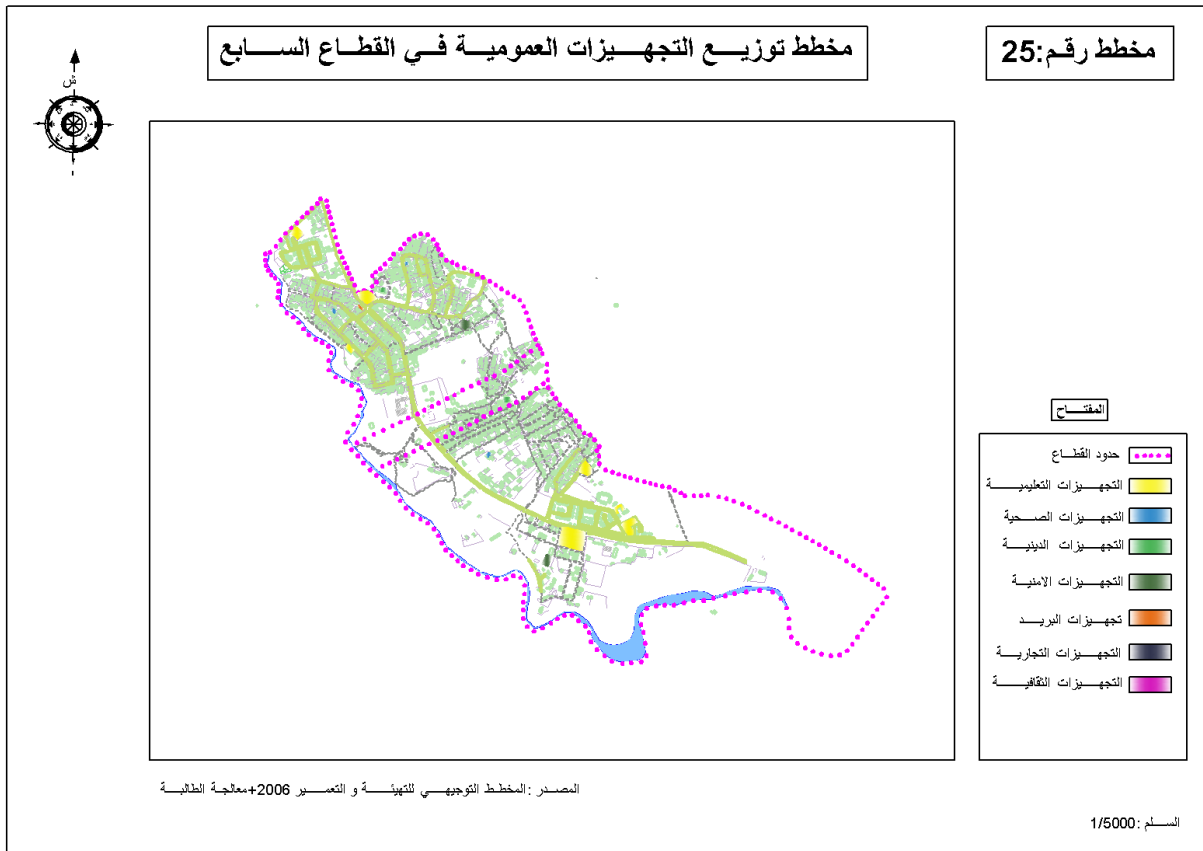 مخطط رقم:25
مخطط توزيع التجهيزات العمومية في القطاع السابع
ش
المفتاح
حدود القطاع
التجهيزات التعليمية
التجهيزات الصحية
التجهيزات الدينية
التجهيزات الامنية
تجهيزات البريد
التجهيزات التجارية
التجهيزات الثقافية
المصدر :المخطط التوجيهي للتهيئة و التعمير 2006+معالجة الطالبة
السلم :1/5000